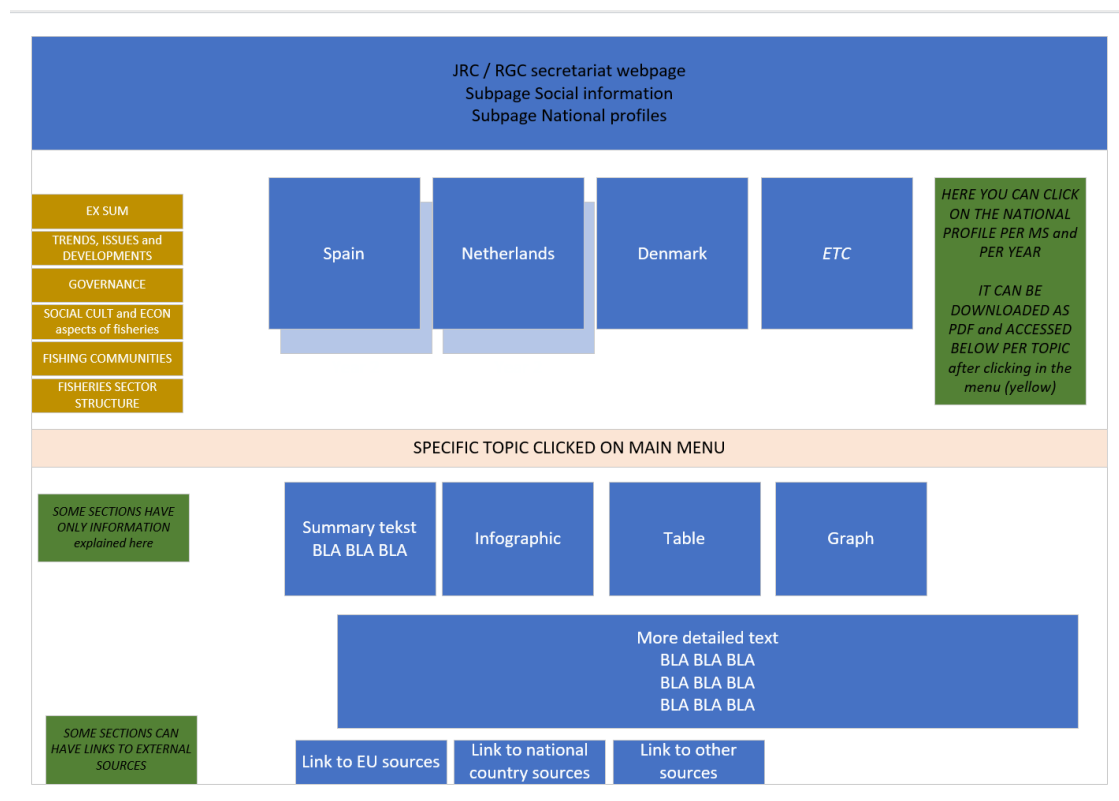 JRC / RGC secretariat webpage
Subpage Social information
Subpage National profiles
EX SUM
TRENDS, ISSUES and
DEVELOPMENTS
GOVERNANCE
SOCIAL CULT and ECON
aspects of fisheries
FISHING COMMUNITIES
FISHERIES SECTOR
STRUCTURE
Spain
Netherlands
Denmark
ETC
HERE YOU CAN CLICK
ON THE NATIONAL
PROFILE PER MS and
PER YEAR
IT CAN BE
DOWNLOADED AS
PDF and ACCESSED
BELOW PER TOPIC
after clicking in the
menu (yellow)
SPECIFIC TOPIC CLICKED ON MAIN MENU
SOME SECTIONS HAVE
ONLY INFORMATION
explained here
Summary tekst
BLA BLA BLA
Infographic
Table
Graph
More detailed text
BLA BLA BLA
BLA BLA BLA
BLA BLA BLA
SOME SECTIONS CAN
HAVE LINKS TO EXTERNAL
SOURCES
Link to EU sources
Link to national
country sources
Link to other
sources